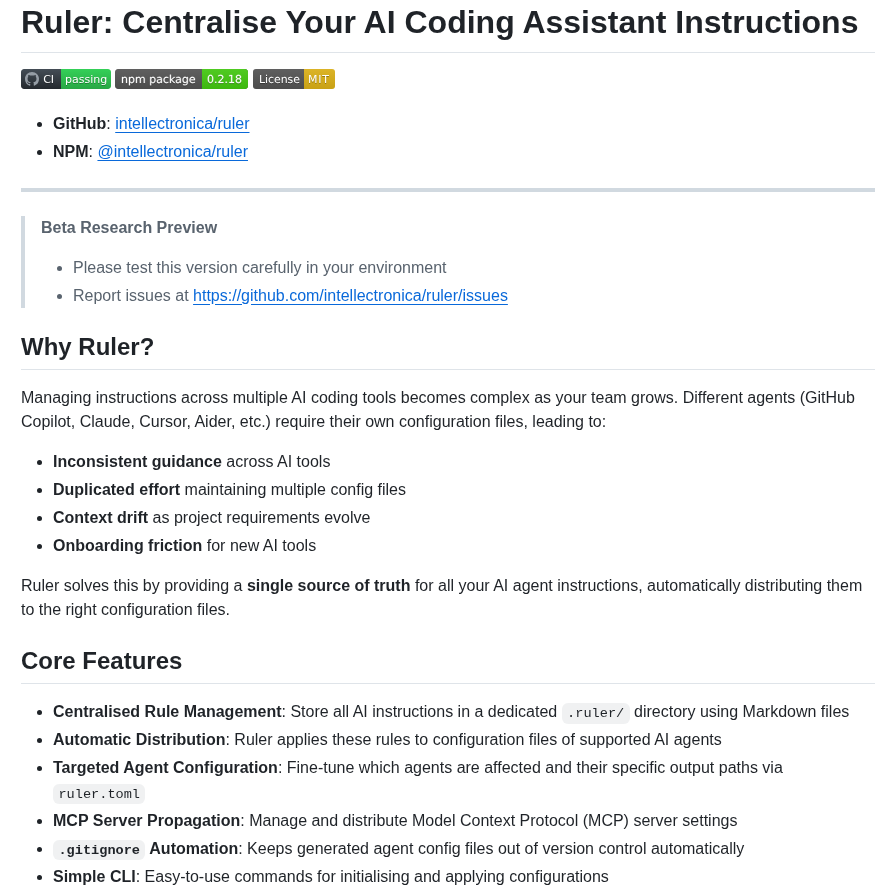 Ruler: Centralise Your AI Coding Assistant Instructions
CI passing npm package 0.2.18 License MIT
• GitHub: intellectronica/ruler
• NPM: @intellectronica/ruler
Beta Research Preview
• Please test this version carefully in your environment
• Report issues at https://github.com/intellectronica/ruler/issues
Why Ruler?
Managing instructions across multiple AI coding tools becomes complex as your team grows. Different agents (GitHub
Copilot, Claude, Cursor, Aider, etc.) require their own configuration files, leading to:
• Inconsistent guidance across AI tools
• Duplicated effort maintaining multiple config files
• Context drift as project requirements evolve
• Onboarding friction for new AI tools
Ruler solves this by providing a single source of truth for all your AI agent instructions, automatically distributing them
to the right configuration files.
Core Features
• Centralised Rule Management: Store all AI instructions in a dedicated .ruler/ directory using Markdown files
• Automatic Distribution: Ruler applies these rules to configuration files of supported AI agents
• Targeted Agent Configuration: Fine-tune which agents are affected and their specific output paths via
ruler.toml
• MCP Server Propagation: Manage and distribute Model Context Protocol (MCP) server settings
• .gitignore Automation: Keeps generated agent config files out of version control automatically
• Simple CLI: Easy-to-use commands for initialising and applying configurations